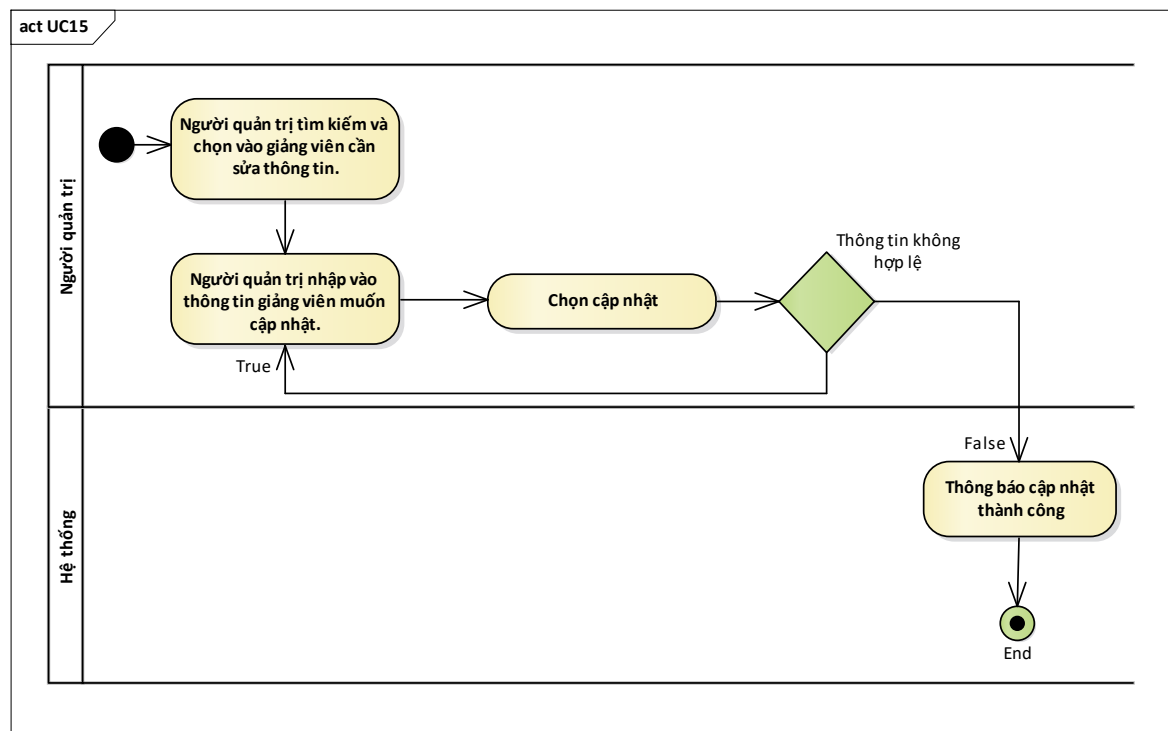 act UC15
Người quản trị
Người quản trị tìm kiếm và
chọn vào giảng viên cần
sửa thông tin.
Người quản trị nhập vào
thông tin giảng viên muốn
cập nhật.
Chọn cập nhật
Thông tin không
hợp lệ
True
Hệ thống
False
Thông báo cập nhật
thành công
End